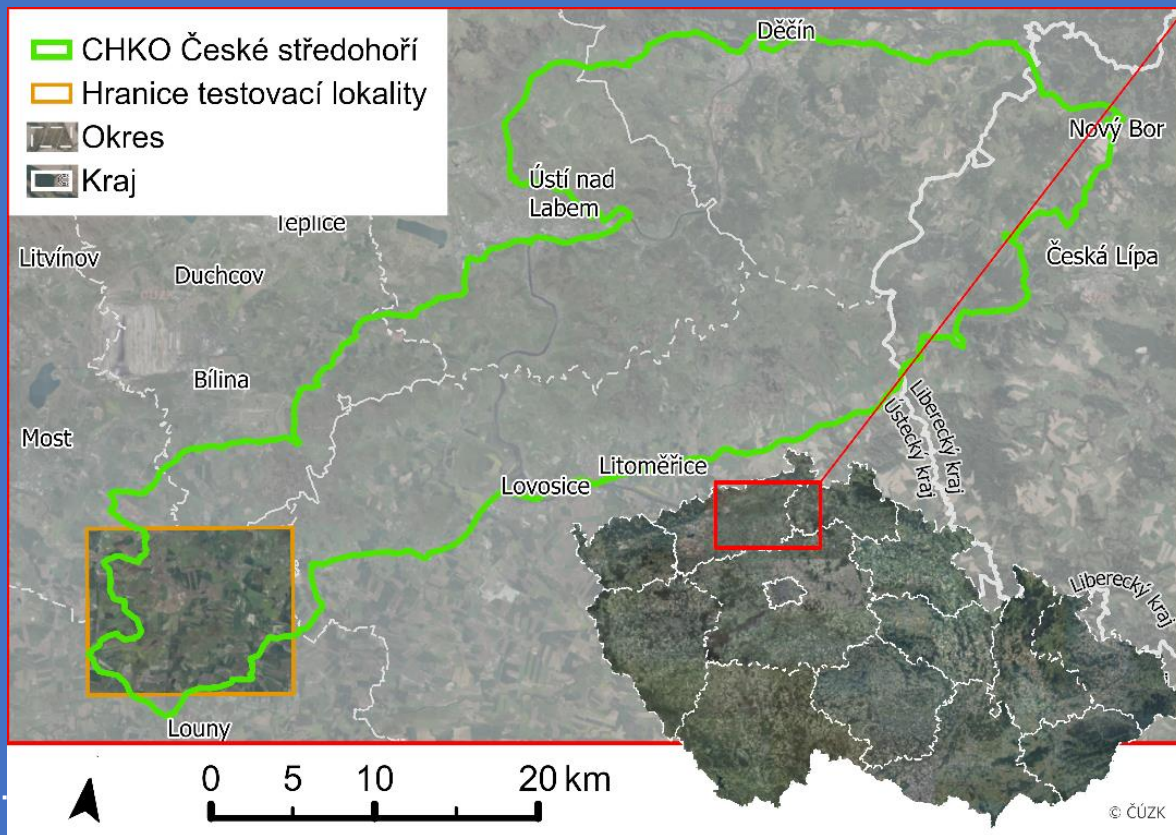 CHKO České středohoří
Hranice testovací lokality
Okres
Kraj
Děčín
Nový Bor
Ústí nad
Labem
Teplice
Litvínov
Duchcov
Česká Lípa
Bílina
Most
Liberecký kraj
Ústecký kraj
Litoměřice
Lovosice
Liberecký kraj
Louny
0 5 10 20 km
© ČÚZK